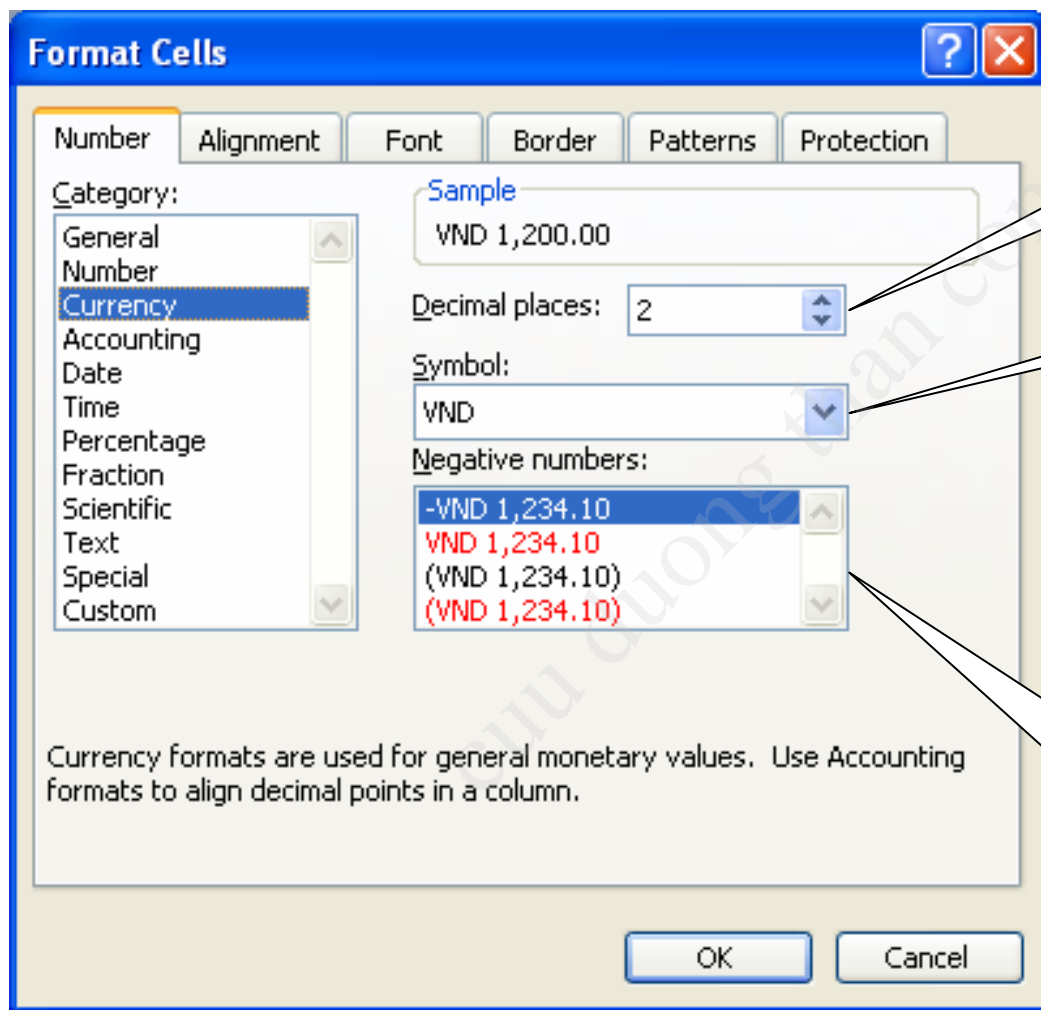 Format Cells
Number Alignment Font Border Patterns Protection
Category:
General
Number
Currency
Accounting
Date
Time
Percentage
Fraction
Scientific
Text
Special
Custom
Sample
VND 1,200.00
Decimal places: 2
Symbol:
VND
Negative numbers:
-VND 1,234.10
VND 1,234.10
(VND 1,234.10)
(VND 1,234.10)
Currency formats are used for general monetary values. Use Accounting
formats to align decimal points in a column.
OK Cancel
cuu duong than